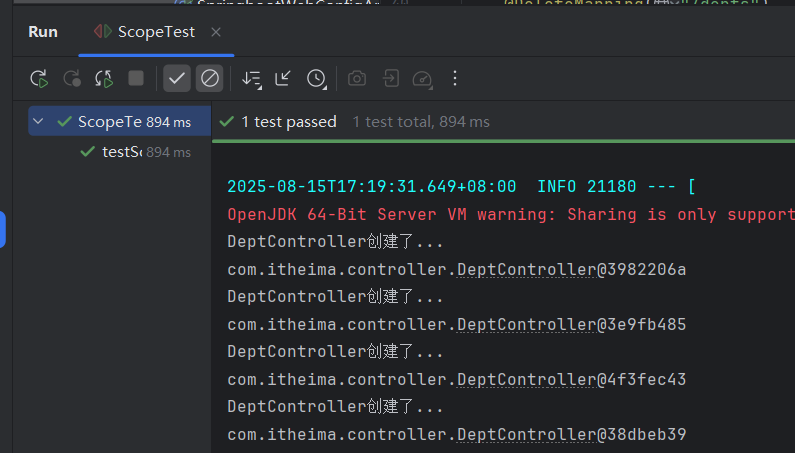 Run ScopeTest
ScopeTe 894 ms
testSc 894 ms
1 test passed 1 test total, 894 ms
2025-08-15T17:19:31.649+08:00 INFO 21180 --- [
OpenJDK 64-Bit Server VM warning: Sharing is only support
DeptController创建了...
com.itheima.controller.DeptController@3982206a
DeptController创建了...
com.itheima.controller.DeptController@3e9fb485
DeptController创建了...
com.itheima.controller.DeptController@4f3fec43
DeptController创建了...
com.itheima.controller.DeptController@38dbeb39